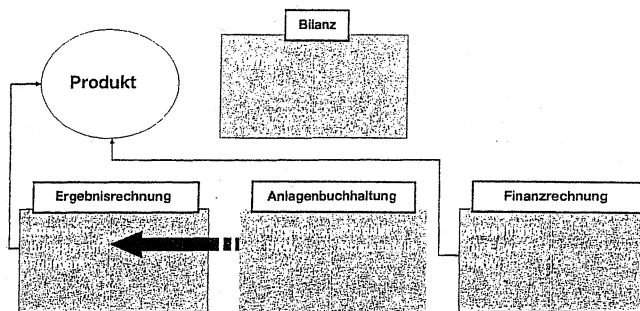 Bilanz
Produkt
Ergebnisrechnung
Anlagenbuchhaltung
Finanzrechnung